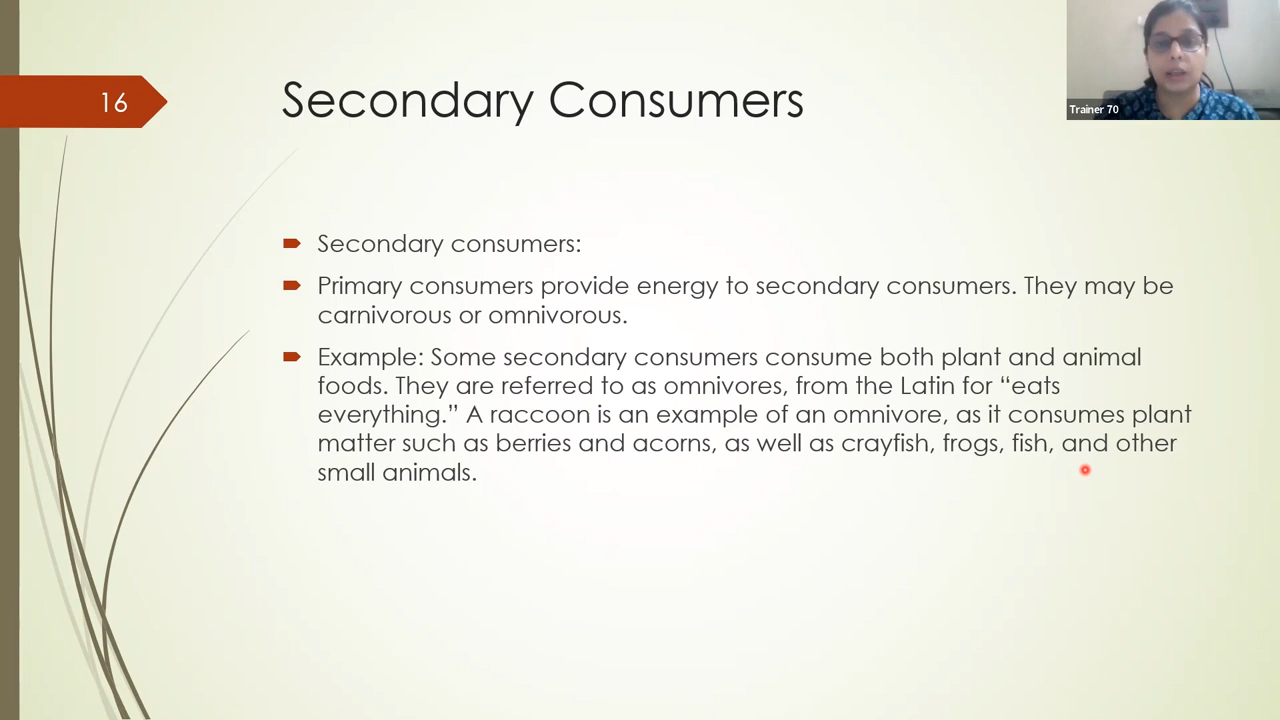 16
Secondary Consumers
Trainer 70
Secondary consumers:
Primary consumers provide energy to secondary consumers. They may be
carnivorous or omnivorous.
Example: Some secondary consumers consume both plant and animal
foods. They are referred to as omnivores, from the Latin for “eats
everything.” A raccoon is an example of an omnivore, as it consumes plant
matter such as berries and acorns, as well as crayfish, frogs, fish, and other
small animals.